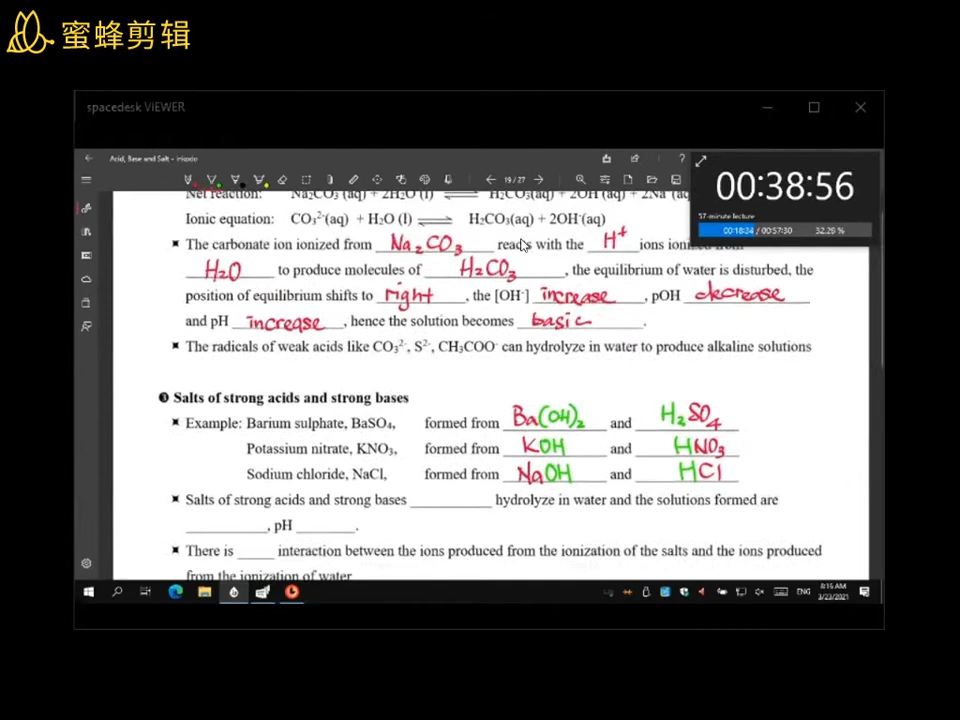 蜜蜂剪辑
spacedesk VIEWER
Acid, Base and Salt - Inkodo
19 / 27
00:38:56
57-minute lecture
00:18:34 / 00:57:30 32.29 %
Net reaction: Na₂CO₃ (aq) + 2H₂O (l) ⇌ H₂CO₃(aq) + 2OH⁻(aq) + 2Na⁺(aq)
Ionic equation: CO₃²⁻(aq) + H₂O (l) ⇌ H₂CO₃(aq) + 2OH⁻(aq)
The carbonate ion ionized from Na₂CO₃ reacts with the H⁺ ions ionized from
H₂O to produce molecules of H₂CO₃, the equilibrium of water is disturbed, the
position of equilibrium shifts to right, the [OH⁻] increase, pOH decrease
and pH increase, hence the solution becomes basic.
The radicals of weak acids like CO₃²⁻, S²⁻, CH₃COO⁻ can hydrolyze in water to produce alkaline solutions
❸ Salts of strong acids and strong bases
Example: Barium sulphate, BaSO₄, formed from Ba(OH)₂ and H₂SO₄
Potassium nitrate, KNO₃, formed from KOH and HNO₃
Sodium chloride, NaCl, formed from NaOH and HCl
Salts of strong acids and strong bases ________ hydrolyze in water and the solutions formed are
________, pH ________.
There is ____ interaction between the ions produced from the ionization of the salts and the ions produced
from the ionization of water
ENG
8:15 AM
3/23/2021